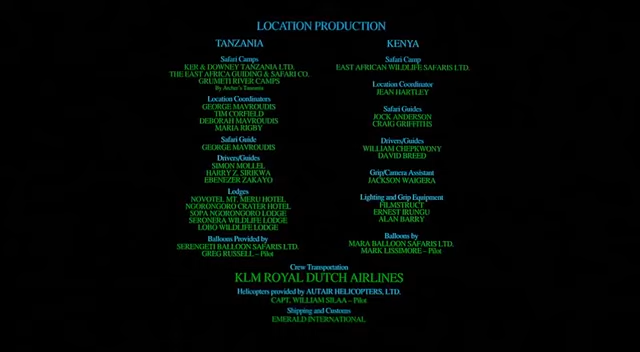 LOCATION PRODUCTION
TANZANIA
Safari Camps
KER & DOWNEY TANZANIA LTD.
THE EAST AFRICA GUIDING & SAFARI CO.
GRUMETI RIVER CAMPS
By Archer's Tanzania
Location Coordinators
GEORGE MAVROUDIS
TIM CORFIELD
DEBORAH MAVROUDIS
MARIA RIGBY
Safari Guide
GEORGE MAVROUDIS
Drivers/Guides
SIMON MOLLEL
HARRY Z. SIRIKWA
EBENEZER ZAKAYO
Lodges
NOVOTEL MT. MERU HOTEL
NGORONGORO CRATER HOTEL
SOPA NGORONGORO LODGE
SERONERA WILDLIFE LODGE
LOBO WILDLIFE LODGE
Balloons Provided by
SERENGETI BALLOON SAFARIS LTD.
GREG RUSSELL – Pilot
KENYA
Safari Camp
EAST AFRICAN WILDLIFE SAFARIS LTD.
Location Coordinator
JEAN HARTLEY
Safari Guides
JOCK ANDERSON
CRAIG GRIFFITHS
Drivers/Guides
WILLIAM CHEPKWONY
DAVID BREED
Grip/Camera Assistant
JACKSON WAIGERA
Lighting and Grip Equipment
FILMSTRUCT
ERNEST IRUNGU
ALAN BARRY
Balloons by
MARA BALLOON SAFARIS LTD.
MARK LISSIMORE – Pilot
Crew Transportation
KLM ROYAL DUTCH AIRLINES
Helicopters provided by AUTAIR HELICOPTERS, LTD.
CAPT. WILLIAM SILAA – Pilot
Shipping and Customs
EMERALD INTERNATIONAL